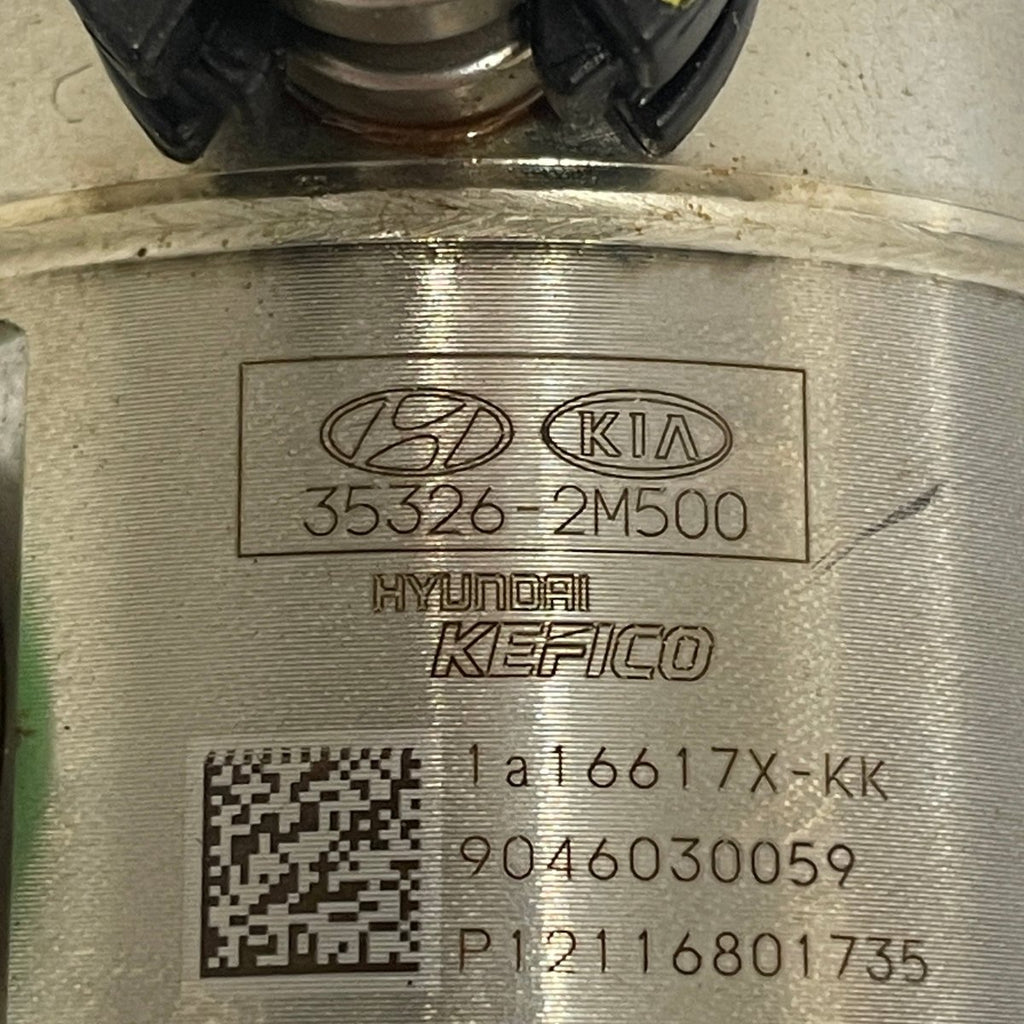 KIA
35326-2M500
HYUNDAI
KEFICO
1a16617X-KK
9046030059
P12116801735